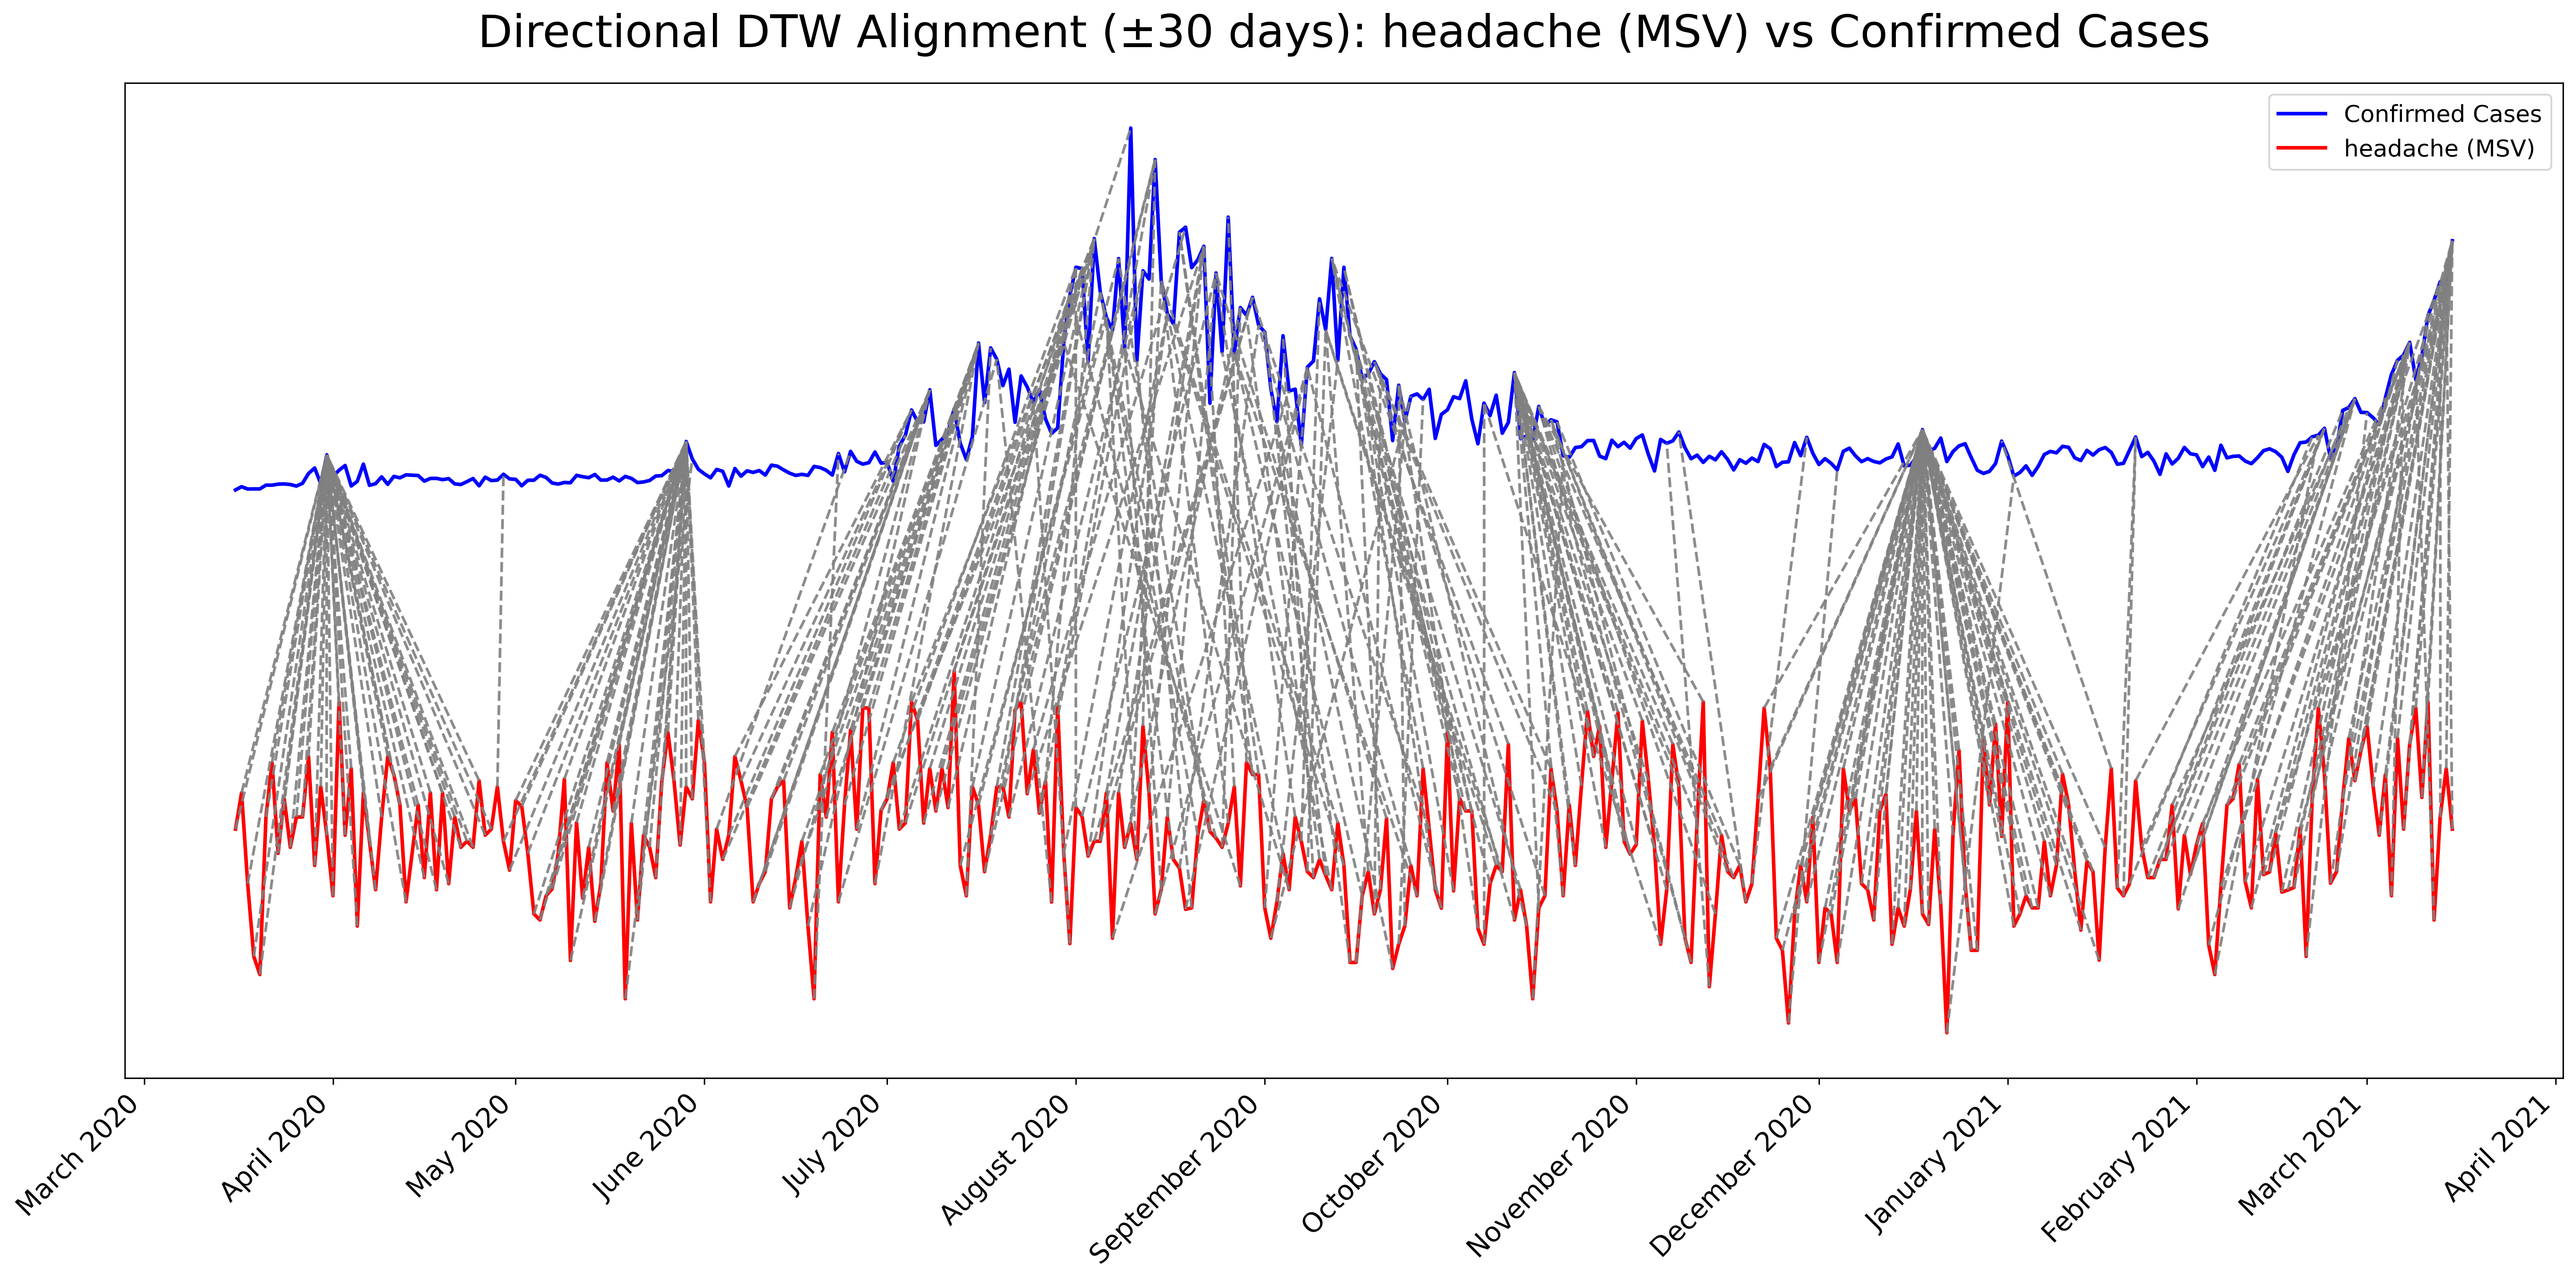 Directional DTW Alignment (±30 days): headache (MSV) vs Confirmed Cases
Confirmed Cases
headache (MSV)
March 2020
April 2020
May 2020
June 2020
July 2020
August 2020
September 2020
October 2020
November 2020
December 2020
January 2021
February 2021
March 2021
April 2021